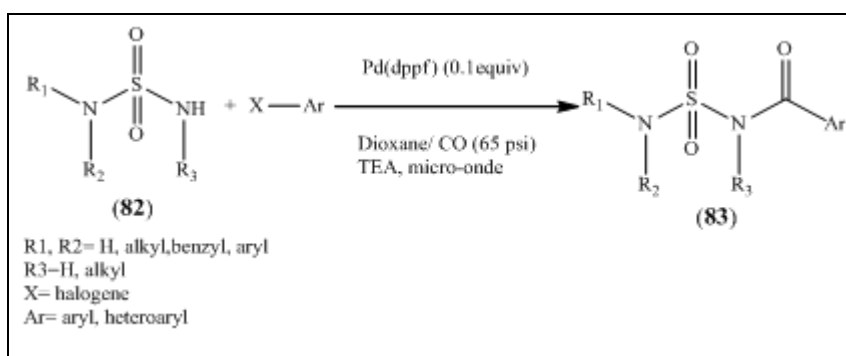 O
O
O
R₁
S
Pd(dppf) (0.1equiv)
R₁
S
N
NH + X—Ar
N
N
Ar
O
Dioxane/ CO (65 psi)
O
R₂
R₃
TEA, micro-onde
R₂
R₃
(82)
(83)
R1, R2= H, alkyl,benzyl, aryl
R3=H, alkyl
X= halogene
Ar= aryl, heteroaryl